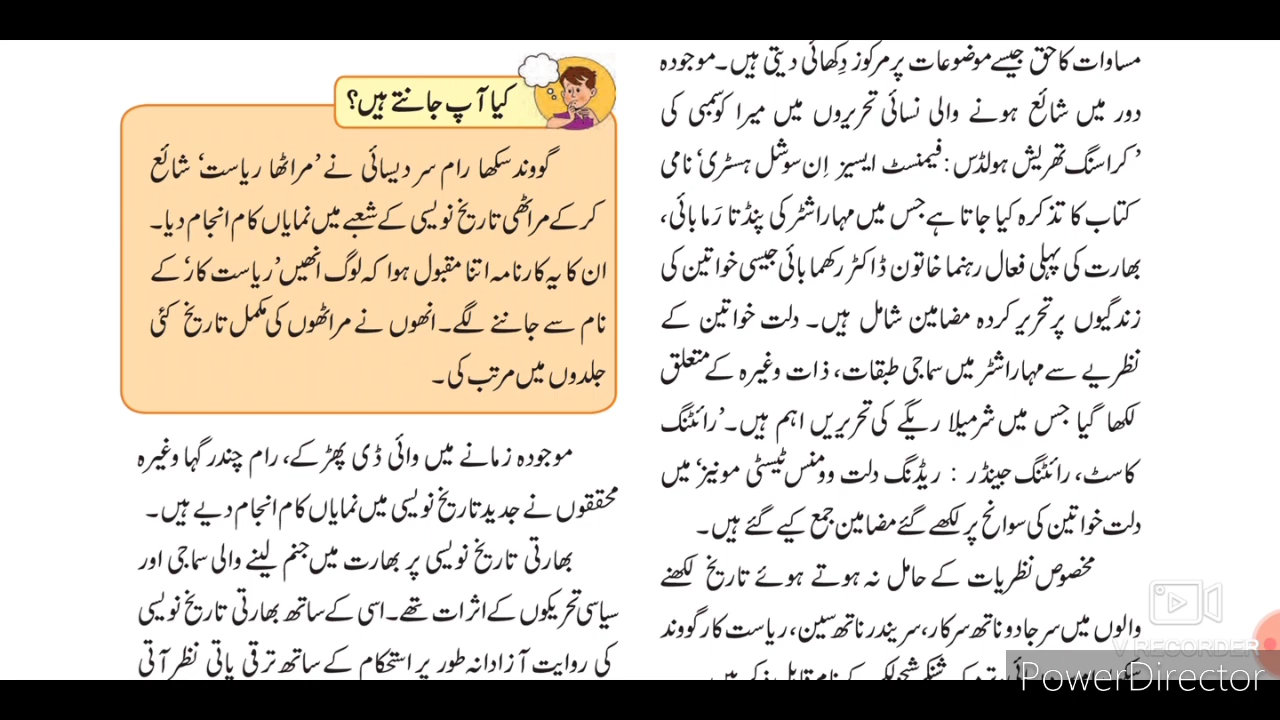 مساوات کا حق جیسے موضوعات پر مرکوز دِکھائی دیتی ہیں۔ موجودہ
دور میں شائع ہونے والی نسائی تحریروں میں میرا کوسمبی کی
’کراسنگ تھریش ہولڈس: فیمنسٹ ایسیز اِن سوشل ہسٹری‘ نامی
کتاب کا تذکرہ کیا جاتا ہے جس میں مہاراشٹر کی پنڈتا رَما بائی،
بھارت کی پہلی فعال رہنما خاتون ڈاکٹر رکھما بائی جیسی خواتین کی
زندگیوں پر تحریر کردہ مضامین شامل ہیں۔ دلت خواتین کے
نظریے سے مہاراشٹر میں سماجی طبقات، ذات وغیرہ کے متعلق
لکھا گیا جس میں شرمیلا ریگے کی تحریریں اہم ہیں۔ ’رائٹنگ
کاسٹ، رائٹنگ جینڈر : ریڈنگ دلت وومنس ٹیسٹی مونیز‘ میں
دلت خواتین کی سوانح پر لکھے گئے مضامین جمع کیے گئے ہیں۔
مخصوص نظریات کے حامل نہ ہوتے ہوئے تاریخ لکھنے
والوں میں سر جادو ناتھ سرکار، سریندر ناتھ سین، ریاست کار گووند
کیا آپ جانتے ہیں؟
گووند سکھا رام سر دیسائی نے ’مراٹھا ریاست‘ شائع
کرکے مراٹھی تاریخ نویسی کے شعبے میں نمایاں کام انجام دیا۔
ان کا یہ کارنامہ اتنا مقبول ہوا کہ لوگ انھیں ’ریاست کار‘ کے
نام سے جاننے لگے۔ انھوں نے مراٹھوں کی مکمل تاریخ کئی
جلدوں میں مرتب کی۔
موجودہ زمانے میں وائی ڈی پھڑکے، رام چندر گہا وغیرہ
محققوں نے جدید تاریخ نویسی میں نمایاں کام انجام دیے ہیں۔
بھارتی تاریخ نویسی پر بھارت میں جنم لینے والی سماجی اور
سیاسی تحریکوں کے اثرات تھے۔ اسی کے ساتھ بھارتی تاریخ نویسی
کی روایت آزادانہ طور پر استحکام کے ساتھ ترقی پاتی نظر آتی
V RECORDER
PowerDirector